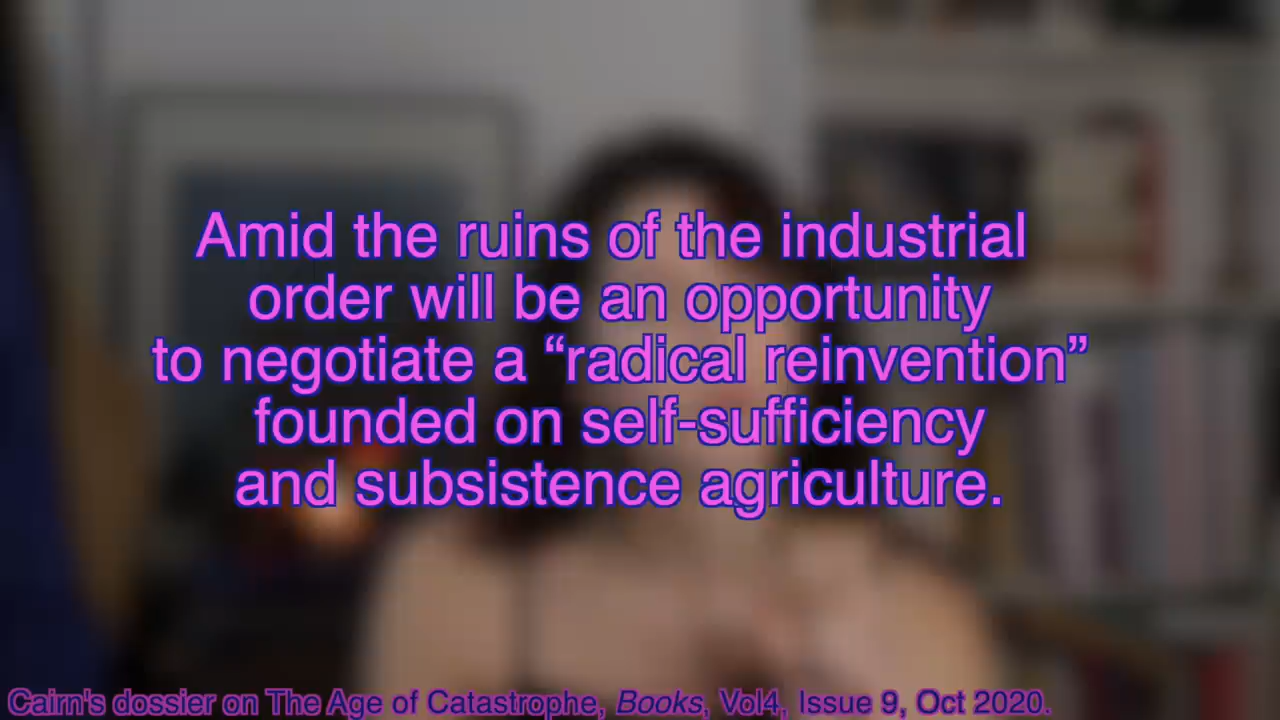 Amid the ruins of the industrial
order will be an opportunity
to negotiate a “radical reinvention”
founded on self-sufficiency
and subsistence agriculture.
Cairn's dossier on The Age of Catastrophe, Books, Vol4, Issue 9, Oct 2020.